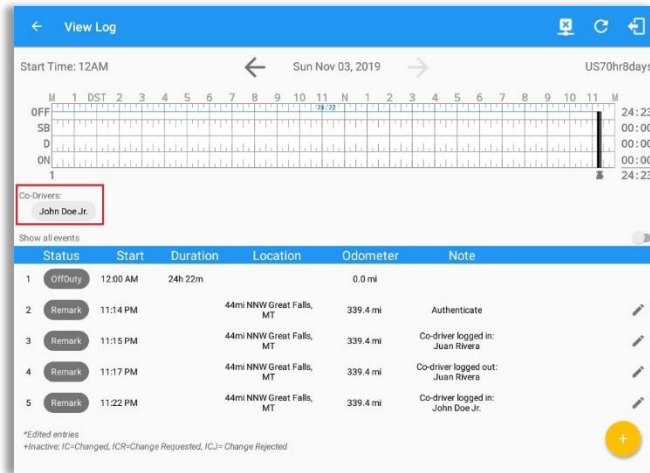 View Log
Start Time: 12AM Sun Nov 03, 2019 US70hr8days
M 1 DST 2 3 4 5 6 7 8 9 10 11 N 1 2 3 4 5 6 7 8 9 10 11 M
OFF 24:22 24:23
SB 00:00
D 00:00
ON 00:00
1 24:23
Co-Drivers:
John Doe Jr.
Show all events
Status Start Duration Location Odometer Note
1 OffDuty 12:00 AM 24h 22m 0.0 mi
2 Remark 11:14 PM 44mi NNW Great Falls, MT 339.4 mi Authenticate
3 Remark 11:15 PM 44mi NNW Great Falls, MT 339.4 mi Co-driver logged in: Juan Rivera
4 Remark 11:17 PM 44mi NNW Great Falls, MT 339.4 mi Co-driver logged out: Juan Rivera
5 Remark 11:22 PM 44mi NNW Great Falls, MT 339.4 mi Co-driver logged in: John Doe Jr.
*Edited entries
+Inactive: IC=Changed, ICR=Change Requested, ICJ= Change Rejected